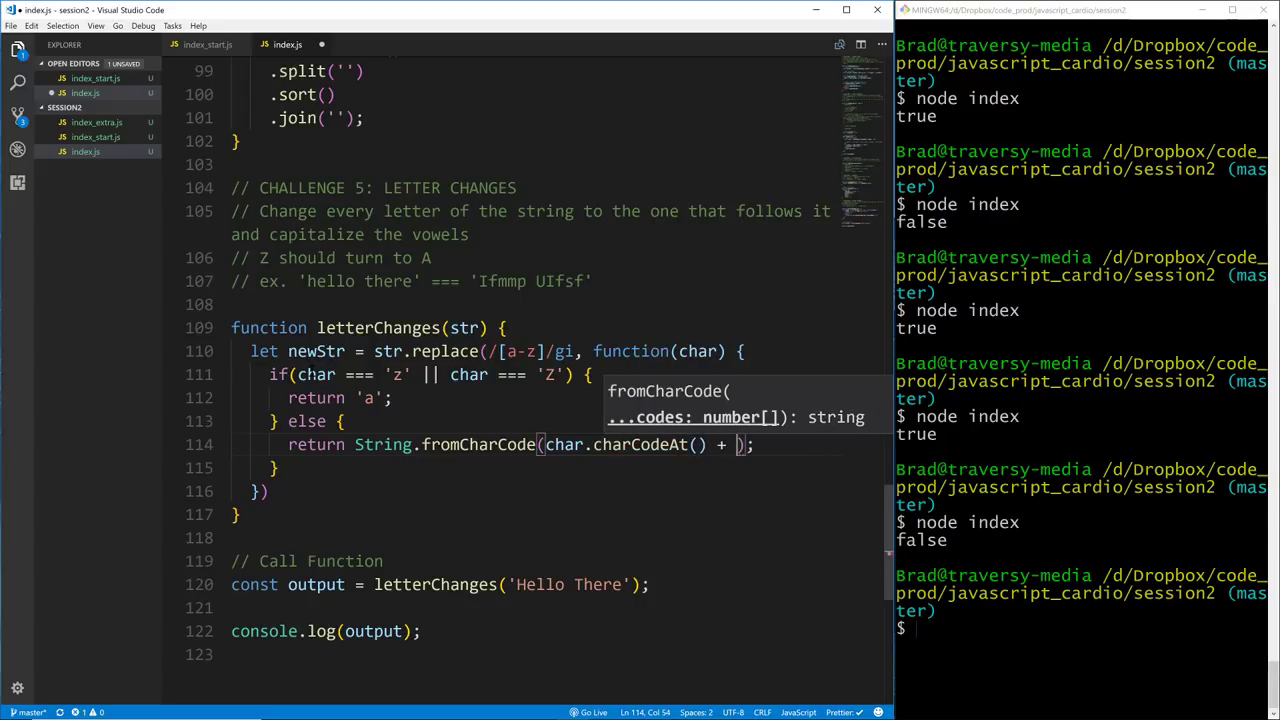 ● index.js - session2 - Visual Studio Code
File Edit Selection View Go Debug Tasks Help
EXPLORER
OPEN EDITORS 1 UNSAVED
index_start.js U
● index.js U
SESSION2
index_extra.js U
index_start.js U
index.js U
index_start.js index.js ●
99 .split('')
100 .sort()
101 .join('');
102 }
103
104 // CHALLENGE 5: LETTER CHANGES
105 // Change every letter of the string to the one that follows it
and capitalize the vowels
106 // Z should turn to A
107 // ex. 'hello there' === 'Ifmmp UIfsf'
108
109 function letterChanges(str) {
110 let newStr = str.replace(/[a-z]/gi, function(char) {
111 if(char === 'z' || char === 'Z') {
112 return 'a';
113 } else {
114 return String.fromCharCode(char.charCodeAt() + );
115 }
116 })
117 }
118
119 // Call Function
120 const output = letterChanges('Hello There');
121
122 console.log(output);
123
fromCharCode(
...codes: number[]): string
master* 1 0
Go Live Ln 114, Col 54 Spaces: 2 UTF-8 CRLF JavaScript Prettier: ✓
MINGW64:/d/Dropbox/code_prod/javascript_cardio/session2
Brad@traversy-media /d/Dropbox/code_
prod/javascript_cardio/session2 (mas
ter)
$ node index
true
Brad@traversy-media /d/Dropbox/code_
prod/javascript_cardio/session2 (mas
ter)
$ node index
false
Brad@traversy-media /d/Dropbox/code_
prod/javascript_cardio/session2 (mas
ter)
$ node index
true
Brad@traversy-media /d/Dropbox/code_
prod/javascript_cardio/session2 (mas
ter)
$ node index
true
Brad@traversy-media /d/Dropbox/code_
prod/javascript_cardio/session2 (mas
ter)
$ node index
false
Brad@traversy-media /d/Dropbox/code_
prod/javascript_cardio/session2 (mas
ter)
$